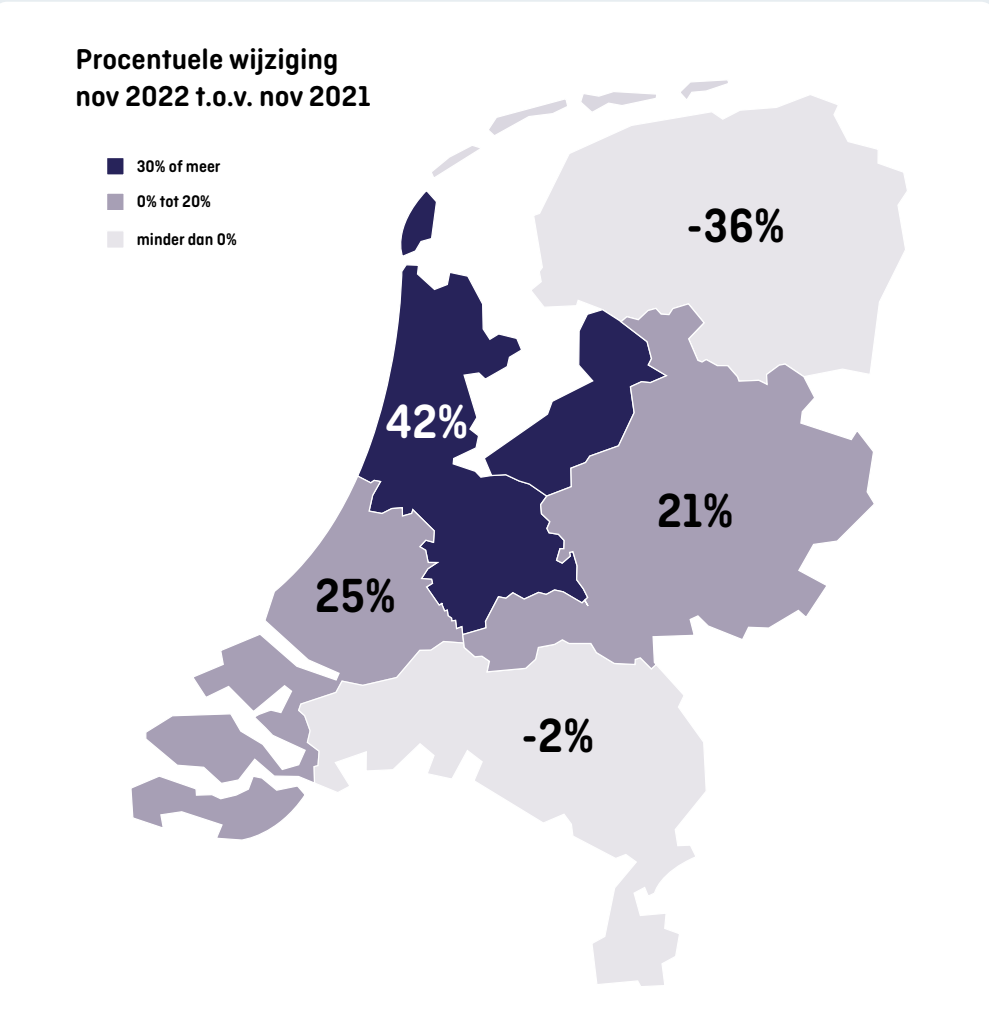 Procentuele wijziging
nov 2022 t.o.v. nov 2021
30% of meer
0% tot 20%
minder dan 0%
-36%
42%
21%
25%
-2%